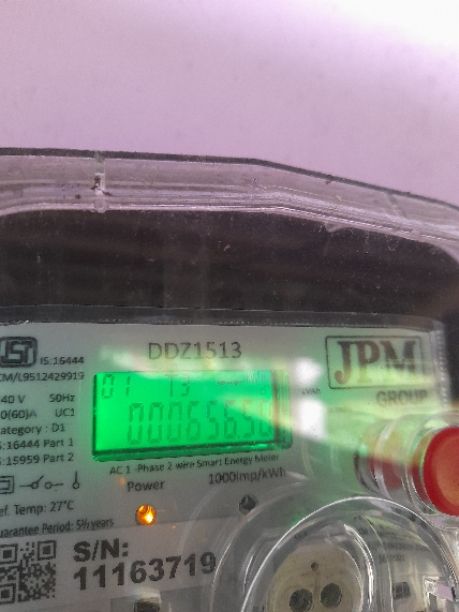 DDZ1513
IS:16444
CM/L9512429919
JPM
GROUP
40 V 50Hz
0(60)A UC1
ategory : D1
S:16444 Part 1
S:15959 Part 2
01 13
000656.50
kWh
AC 1 -Phase 2 wire Smart Energy Meter
Power 1000imp/kWh
ef. Temp: 27°C
uarantee Period: 5½ years
S/N:
11163719